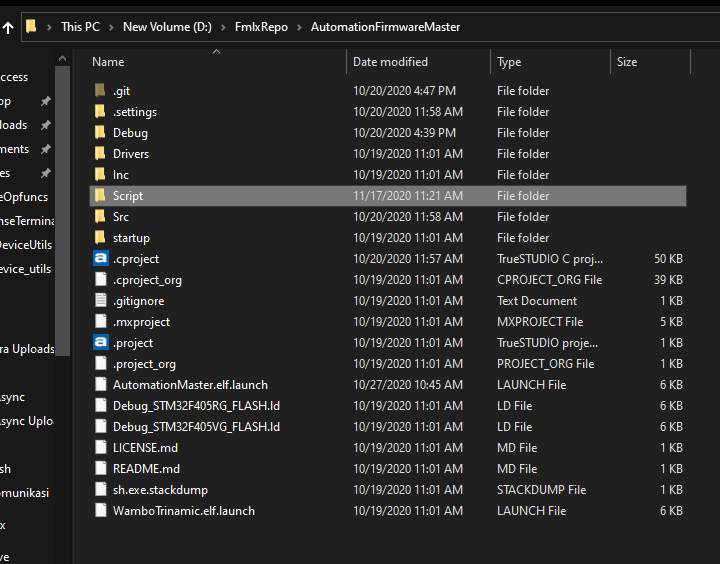 This PC > New Volume (D:) > FmlxRepo > AutomationFirmwareMaster
Name Date modified Type Size
.git 10/20/2020 4:47 PM File folder
.settings 10/20/2020 11:58 AM File folder
Debug 10/20/2020 4:39 PM File folder
Drivers 10/19/2020 11:01 AM File folder
Inc 10/19/2020 11:01 AM File folder
Script 11/17/2020 11:21 AM File folder
Src 10/20/2020 11:58 AM File folder
startup 10/19/2020 11:01 AM File folder
.cproject 10/20/2020 11:57 AM TrueSTUDIO C proj... 50 KB
.cproject_org 10/19/2020 11:01 AM CPROJECT_ORG File 39 KB
.gitignore 10/19/2020 11:01 AM Text Document 1 KB
.mxproject 10/19/2020 11:01 AM MXPROJECT File 5 KB
.project 10/19/2020 11:01 AM TrueSTUDIO proje... 1 KB
.project_org 10/19/2020 11:01 AM PROJECT_ORG File 1 KB
AutomationMaster.elf.launch 10/27/2020 10:45 AM LAUNCH File 6 KB
Debug_STM32F405RG_FLASH.ld 10/19/2020 11:01 AM LD File 6 KB
Debug_STM32F405VG_FLASH.ld 10/19/2020 11:01 AM LD File 6 KB
LICENSE.md 10/19/2020 11:01 AM MD File 1 KB
README.md 10/19/2020 11:01 AM MD File 1 KB
sh.exe.stackdump 10/19/2020 11:01 AM STACKDUMP File 1 KB
WamboTrinamic.elf.launch 10/19/2020 11:01 AM LAUNCH File 6 KB
ccess
op
loads
ments
es
eOpfuncs
nseTermina
DeviceUtils
evice_utils
ra Uploads
Async
Async Uplo
sh
omunikasi
x
ve